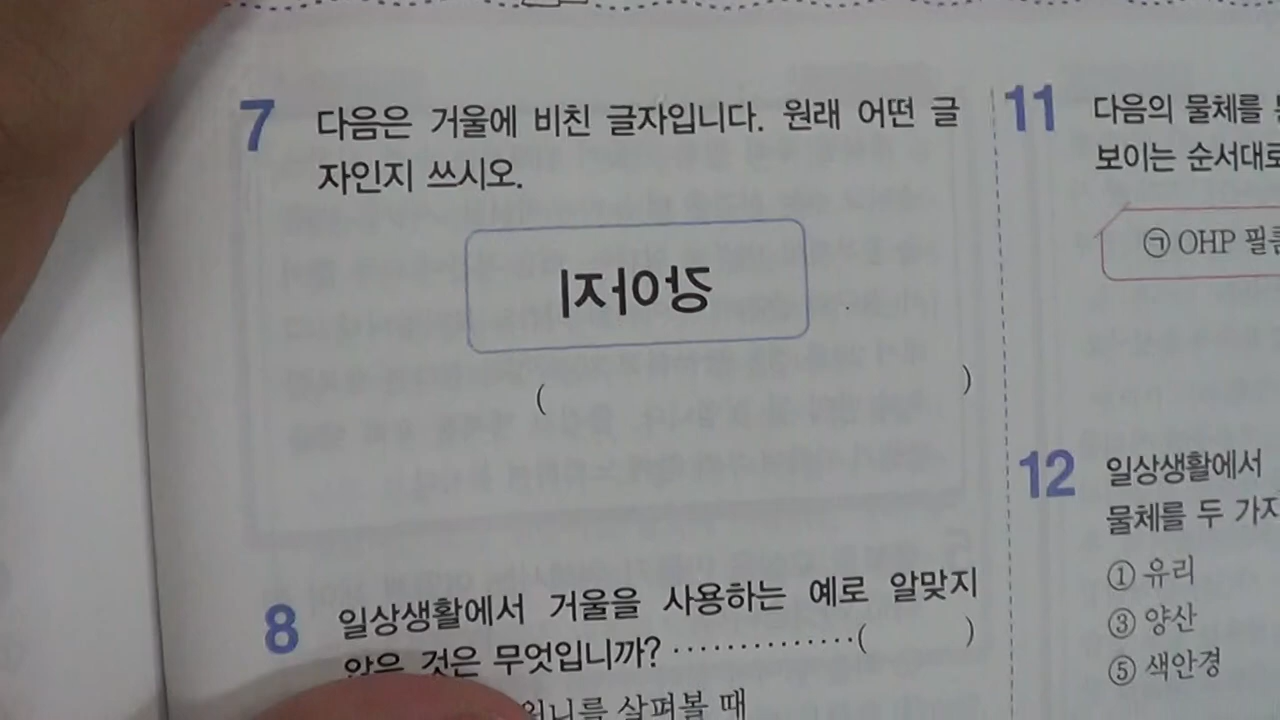 7 다음은 거울에 비친 글자입니다. 원래 어떤 글
자인지 쓰시오.
강아지
( )
8 일상생활에서 거울을 사용하는 예로 알맞지
않은 것은 무엇입니까? ··············( )
살펴볼 때
11 다음의 물체를
보이는 순서대로
㉠ OHP 필름
12 일상생활에서
물체를 두 가지
① 유리
③ 양산
⑤ 색안경